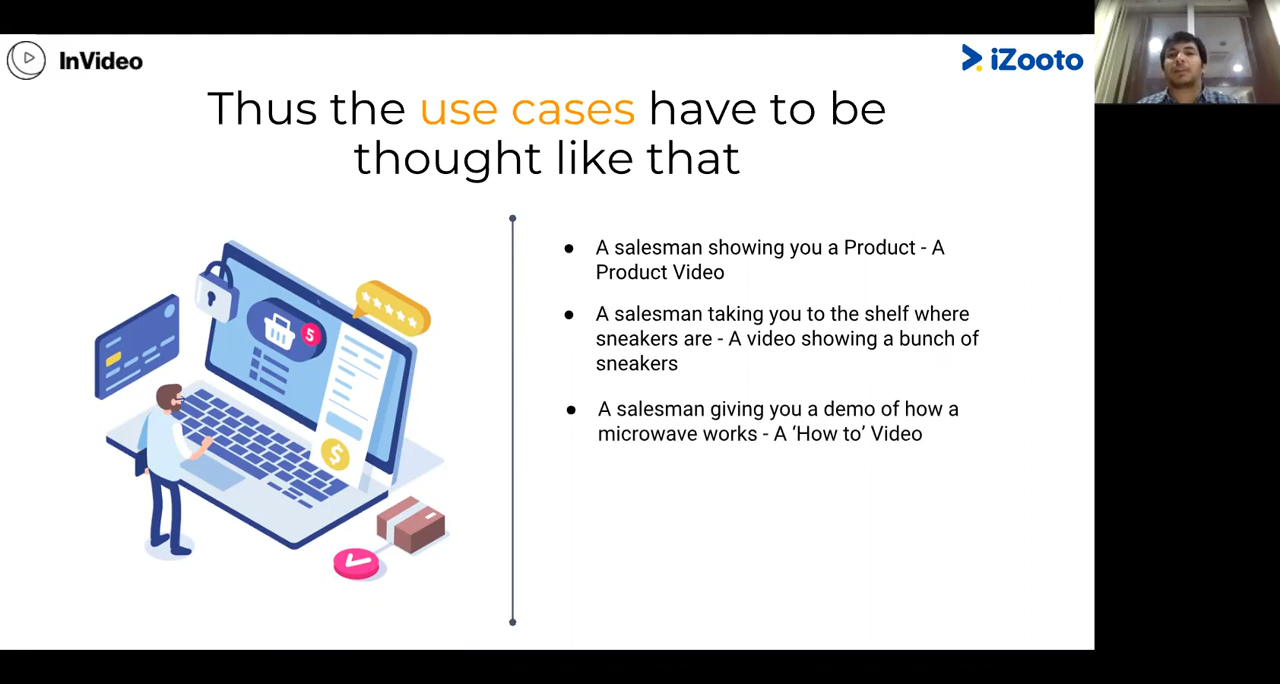 InVideo
iZooto
Thus the use cases have to be
thought like that
5
$
● A salesman showing you a Product - A
Product Video
● A salesman taking you to the shelf where
sneakers are - A video showing a bunch of
sneakers
● A salesman giving you a demo of how a
microwave works - A ‘How to’ Video